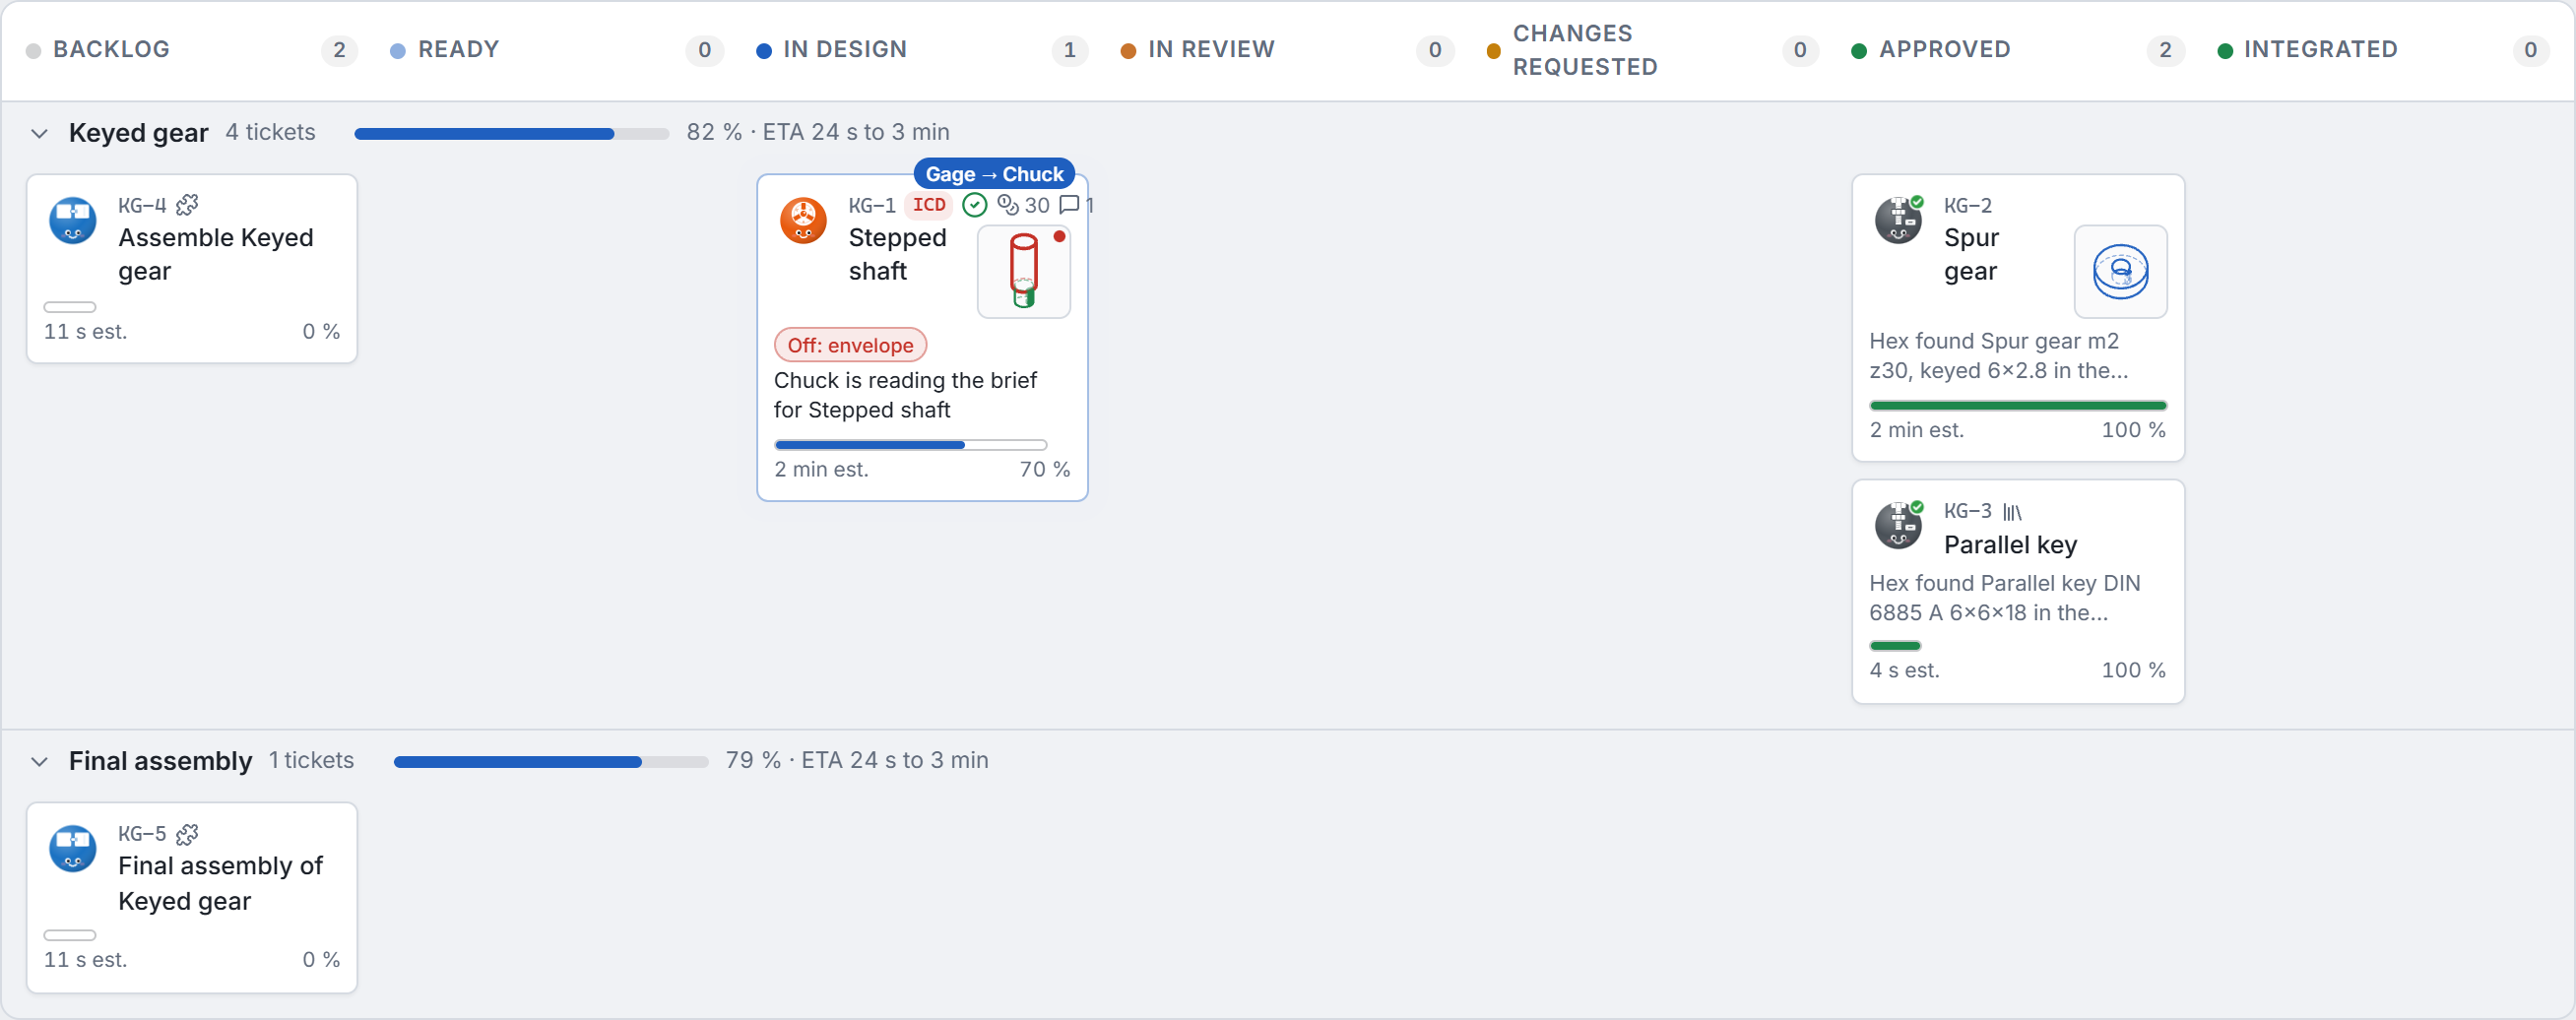 BACKLOG 2
READY 0
IN DESIGN 1
IN REVIEW 0
CHANGES
REQUESTED 0
APPROVED 2
INTEGRATED 0
Keyed gear 4 tickets 82 % · ETA 24 s to 3 min
KG-4
Assemble Keyed
gear
11 s est. 0 %
Gage → Chuck
KG-1 ICD 30 1
Stepped
shaft
Off: envelope
Chuck is reading the brief
for Stepped shaft
2 min est. 70 %
KG-2
Spur
gear
Hex found Spur gear m2
z30, keyed 6×2.8 in the...
2 min est. 100 %
KG-3
Parallel key
Hex found Parallel key DIN
6885 A 6×6×18 in the...
4 s est. 100 %
Final assembly 1 tickets 79 % · ETA 24 s to 3 min
KG-5
Final assembly of
Keyed gear
11 s est. 0 %